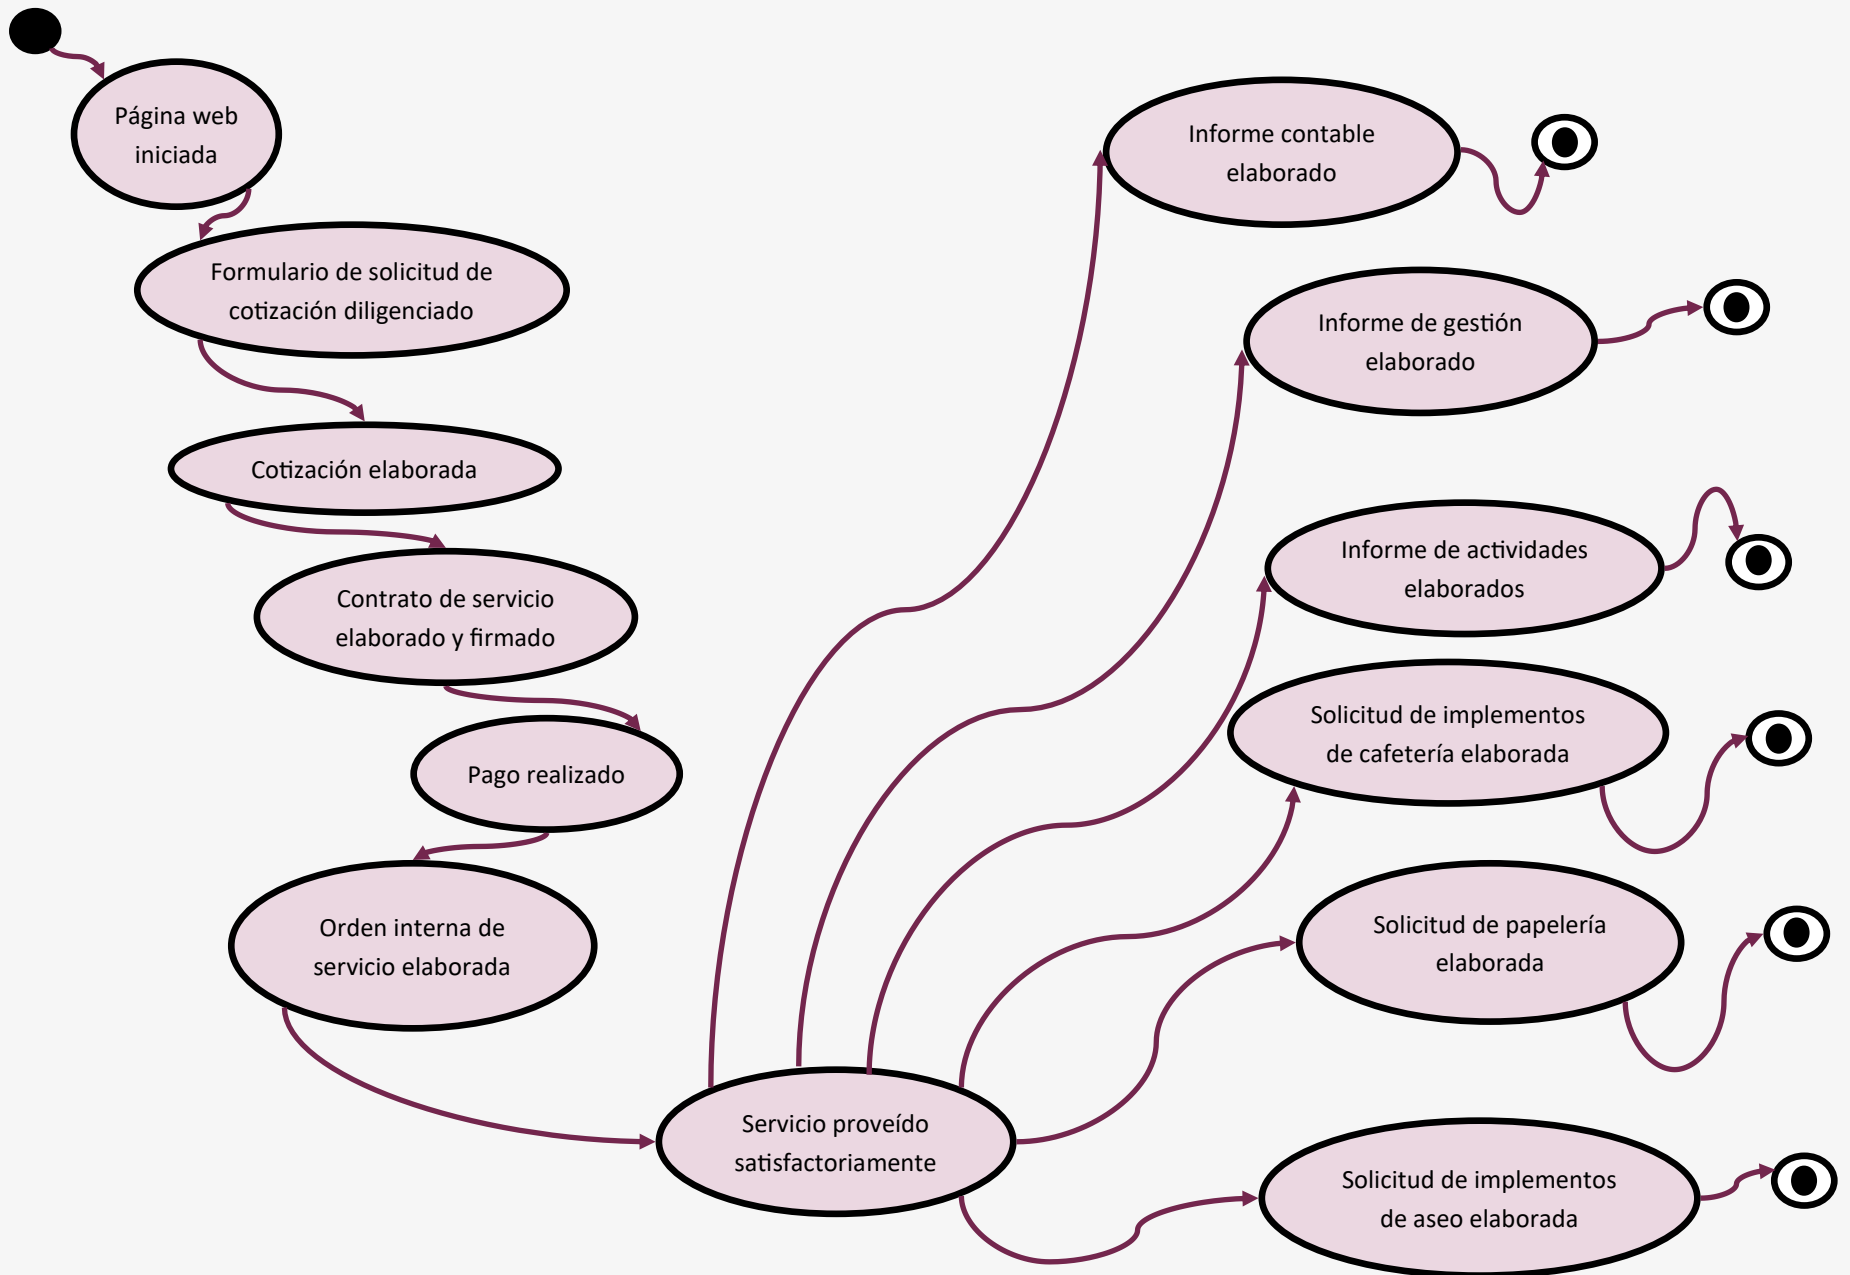 Página web
iniciada
Formulario de solicitud de
cotización diligenciado
Cotización elaborada
Contrato de servicio
elaborado y firmado
Pago realizado
Orden interna de
servicio elaborada
Servicio proveído
satisfactoriamente
Informe contable
elaborado
Informe de gestión
elaborado
Informe de actividades
elaborados
Solicitud de implementos
de cafetería elaborada
Solicitud de papelería
elaborada
Solicitud de implementos
de aseo elaborada